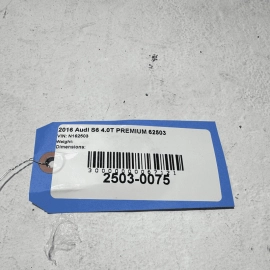 2016 Audi S6 4.0T PREMIUM 62503
VIN: N162503
Weight:
Dimensions:
2503-0075